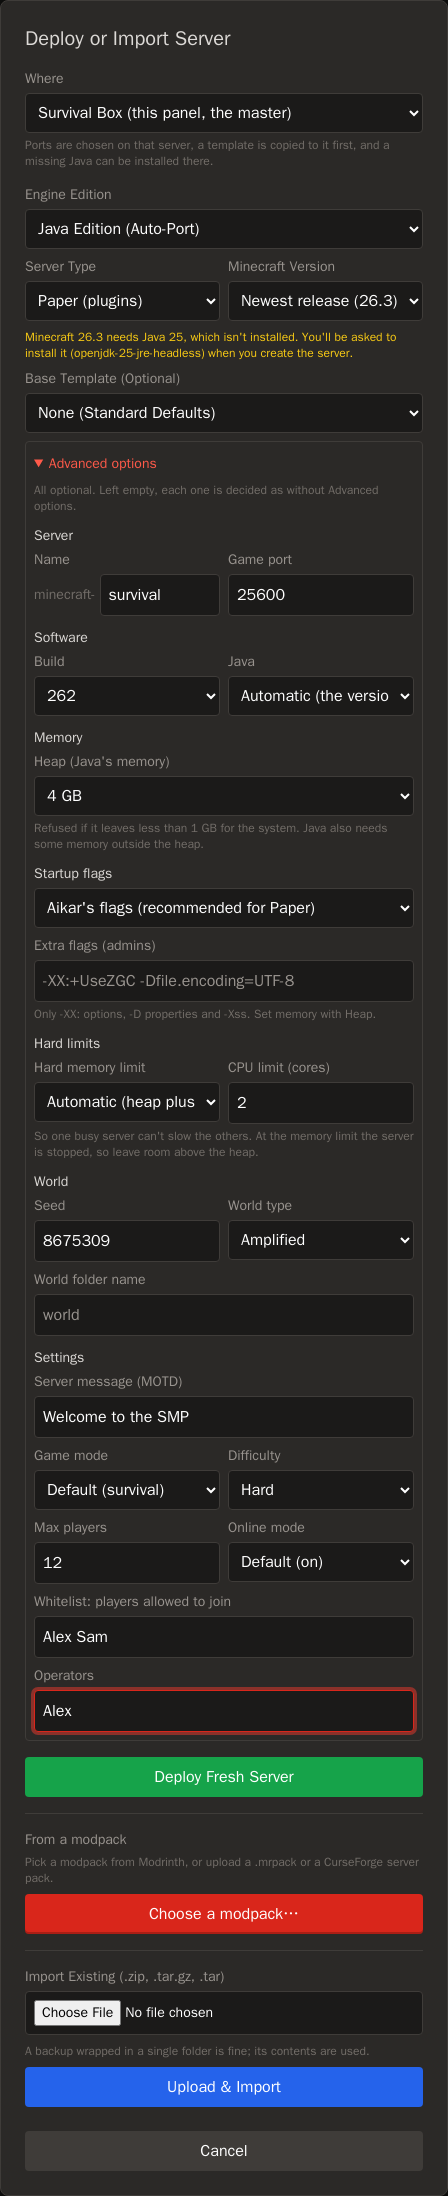 Deploy or Import Server
Where
Survival Box (this panel, the master)
Ports are chosen on that server, a template is copied to it first, and a
missing Java can be installed there.
Engine Edition
Java Edition (Auto-Port)
Server Type
Minecraft Version
Paper (plugins)
Newest release (26.3)
Minecraft 26.3 needs Java 25, which isn't installed. You'll be asked to
install it (openjdk-25-jre-headless) when you create the server.
Base Template (Optional)
None (Standard Defaults)
▼ Advanced options
All optional. Left empty, each one is decided as without Advanced
options.
Server
Name
Game port
minecraft-
survival
25600
Software
Build
Java
262
Automatic (the versio
Memory
Heap (Java's memory)
4 GB
Refused if it leaves less than 1 GB for the system. Java also needs
some memory outside the heap.
Startup flags
Aikar's flags (recommended for Paper)
Extra flags (admins)
-XX:+UseZGC -Dfile.encoding=UTF-8
Only -XX: options, -D properties and -Xss. Set memory with Heap.
Hard limits
Hard memory limit
CPU limit (cores)
Automatic (heap plus
2
So one busy server can't slow the others. At the memory limit the server
is stopped, so leave room above the heap.
World
Seed
World type
8675309
Amplified
World folder name
world
Settings
Server message (MOTD)
Welcome to the SMP
Game mode
Difficulty
Default (survival)
Hard
Max players
Online mode
12
Default (on)
Whitelist: players allowed to join
Alex Sam
Operators
Alex
Deploy Fresh Server
From a modpack
Pick a modpack from Modrinth, or upload a .mrpack or a CurseForge server
pack.
Choose a modpack…
Import Existing (.zip, .tar.gz, .tar)
Choose File No file chosen
A backup wrapped in a single folder is fine; its contents are used.
Upload & Import
Cancel